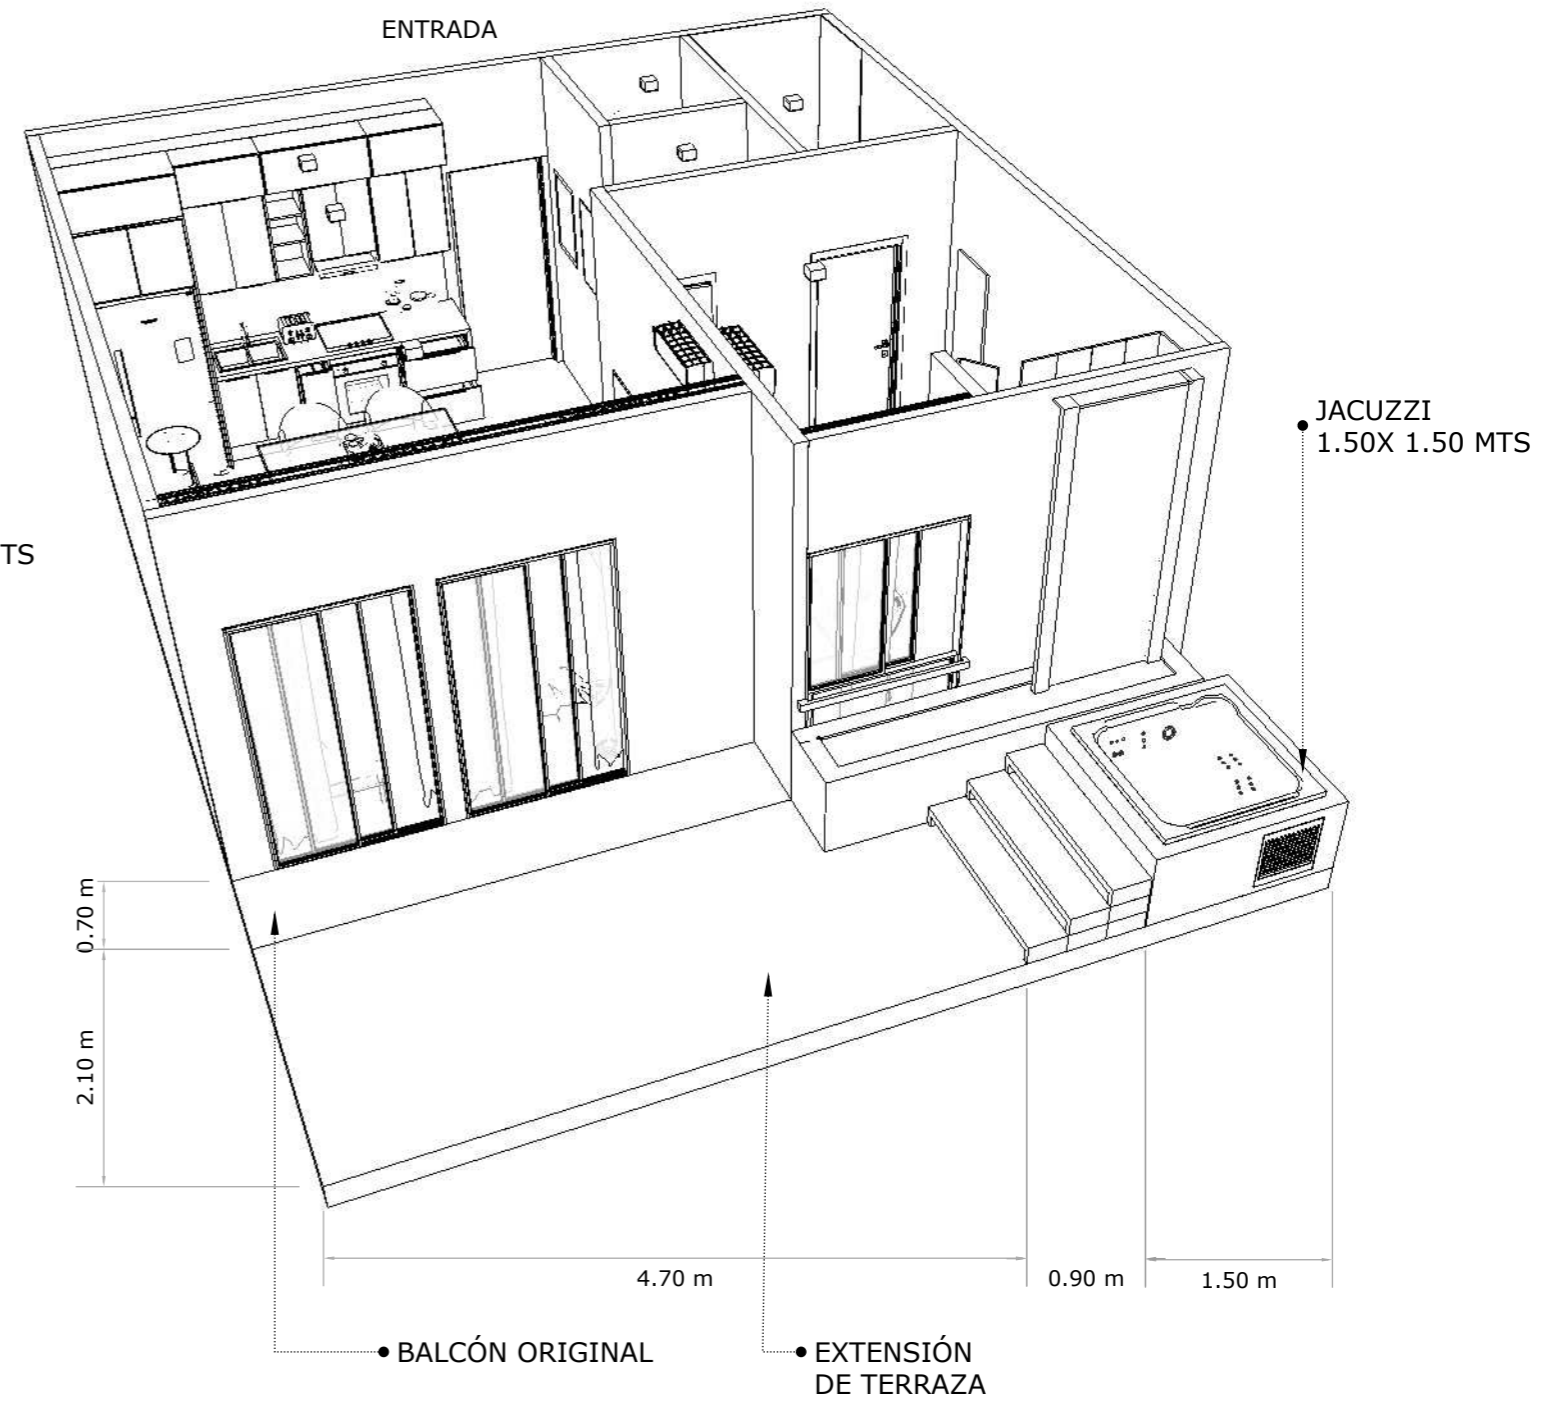 ENTRADA
JACUZZI
1.50X 1.50 MTS
TS
0.70 m
2.10 m
4.70 m
0.90 m
1.50 m
BALCÓN ORIGINAL
EXTENSIÓN
DE TERRAZA